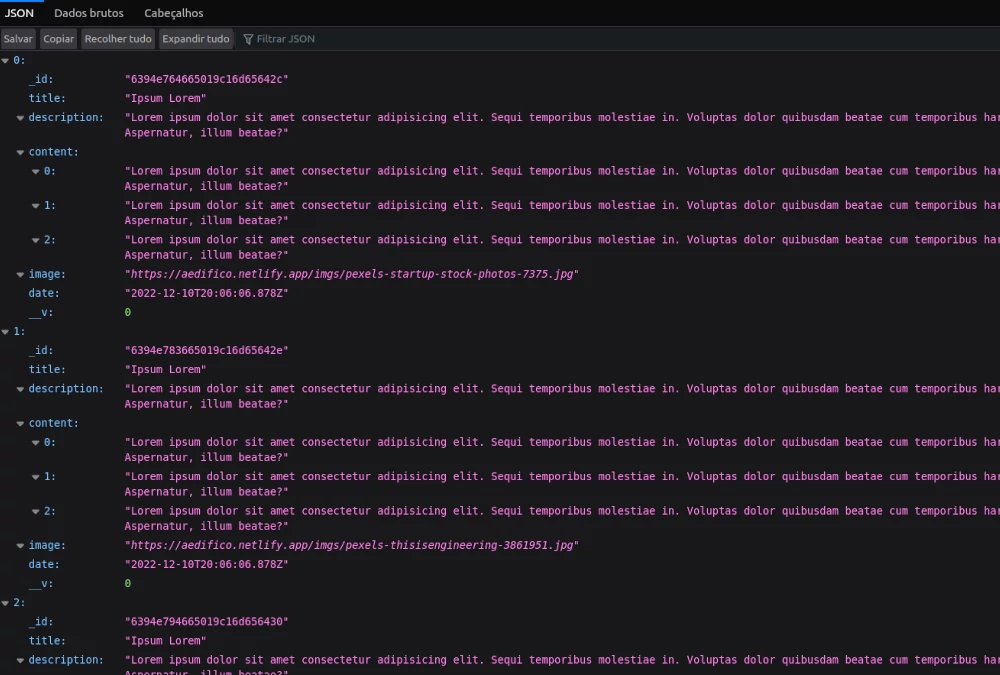 JSON Dados brutos Cabeçalhos
Salvar Copiar Recolher tudo Expandir tudo Filtrar JSON
0:
_id: "6394e764665019c16d65642c"
title: "Ipsum Lorem"
description: "Lorem ipsum dolor sit amet consectetur adipisicing elit. Sequi temporibus molestiae in. Voluptas dolor quibusdam beatae cum temporibus har
Aspernatur, illum beatae?"
content:
0: "Lorem ipsum dolor sit amet consectetur adipisicing elit. Sequi temporibus molestiae in. Voluptas dolor quibusdam beatae cum temporibus har
Aspernatur, illum beatae?"
1: "Lorem ipsum dolor sit amet consectetur adipisicing elit. Sequi temporibus molestiae in. Voluptas dolor quibusdam beatae cum temporibus har
Aspernatur, illum beatae?"
2: "Lorem ipsum dolor sit amet consectetur adipisicing elit. Sequi temporibus molestiae in. Voluptas dolor quibusdam beatae cum temporibus har
Aspernatur, illum beatae?"
image: "https://aedifico.netlify.app/imgs/pexels-startup-stock-photos-7375.jpg"
date: "2022-12-10T20:06:06.878Z"
__v: 0
1:
_id: "6394e783665019c16d65642e"
title: "Ipsum Lorem"
description: "Lorem ipsum dolor sit amet consectetur adipisicing elit. Sequi temporibus molestiae in. Voluptas dolor quibusdam beatae cum temporibus har
Aspernatur, illum beatae?"
content:
0: "Lorem ipsum dolor sit amet consectetur adipisicing elit. Sequi temporibus molestiae in. Voluptas dolor quibusdam beatae cum temporibus har
Aspernatur, illum beatae?"
1: "Lorem ipsum dolor sit amet consectetur adipisicing elit. Sequi temporibus molestiae in. Voluptas dolor quibusdam beatae cum temporibus har
Aspernatur, illum beatae?"
2: "Lorem ipsum dolor sit amet consectetur adipisicing elit. Sequi temporibus molestiae in. Voluptas dolor quibusdam beatae cum temporibus har
Aspernatur, illum beatae?"
image: "https://aedifico.netlify.app/imgs/pexels-thisisengineering-3861951.jpg"
date: "2022-12-10T20:06:06.878Z"
__v: 0
2:
_id: "6394e794665019c16d656430"
title: "Ipsum Lorem"
description: "Lorem ipsum dolor sit amet consectetur adipisicing elit. Sequi temporibus molestiae in. Voluptas dolor quibusdam beatae cum temporibus har
Aspernatur, illum beatae?"